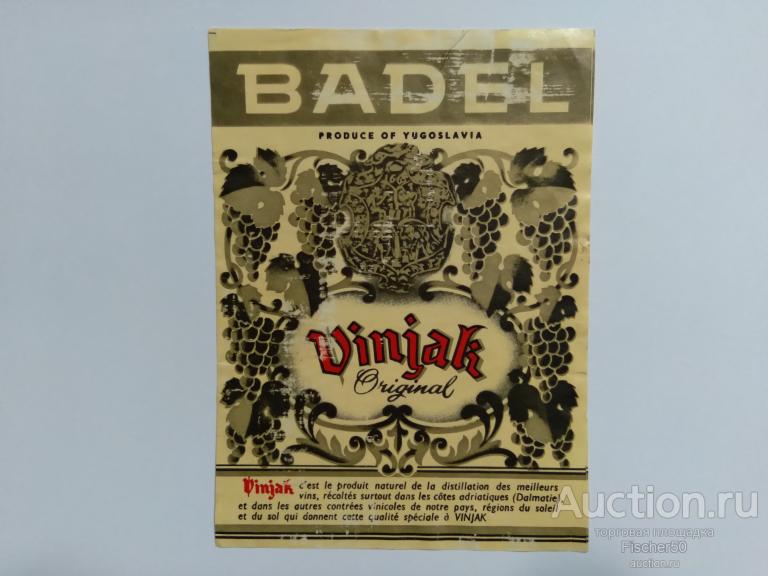 BADEL
PRODUCE OF YUGOSLAVIA
Vinjak
Original
Vinjak c'est le produit naturel de la distillation des meilleurs
vins, récoltés surtout dans les côtes adriatiques (Dalmatie)
et dans les autres contrées vinicoles de notre pays, régions du soleil
et du sol qui donnent cette qualité spéciale à VINJAK
Auction.ru
торговая площадка
Fischer50
auction.ru